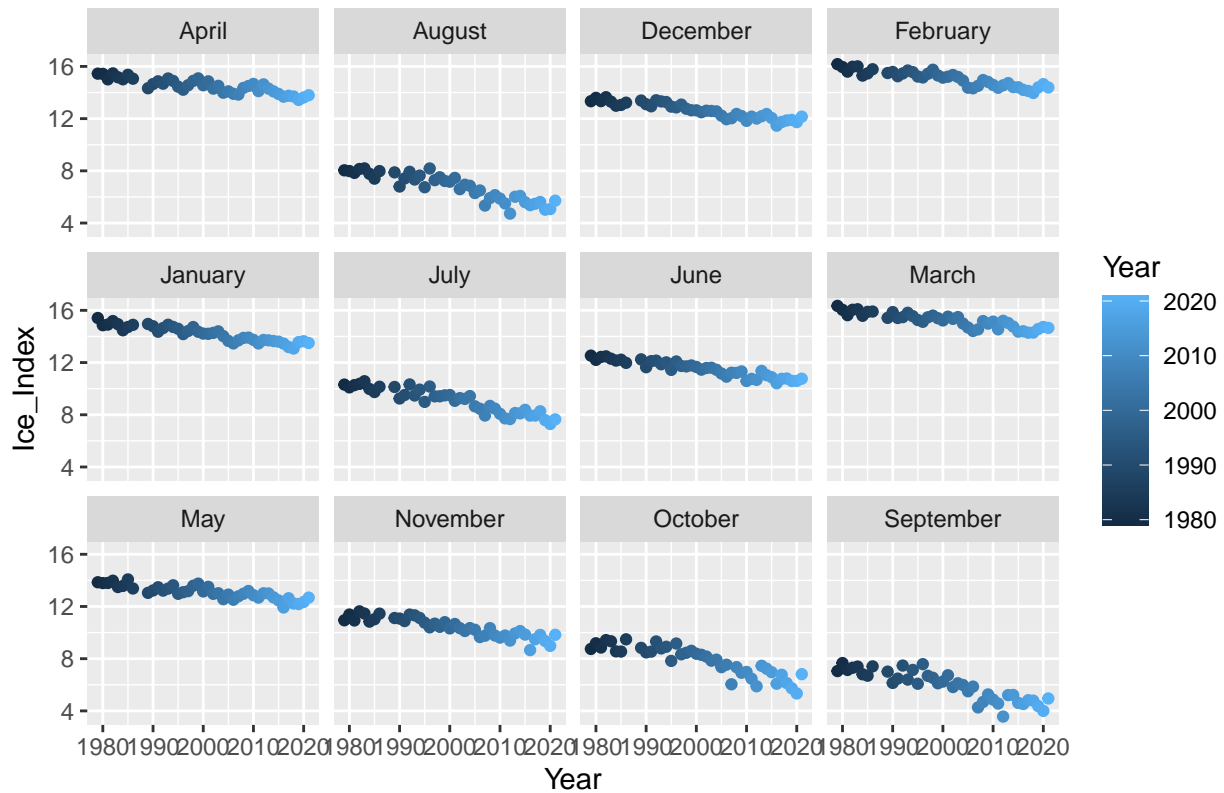 April
August
December
February
16
12
8
4
January
July
June
March
16
12
8
4
May
November
October
September
16
12
8
4
1980 1990 2000 2010 2020
1980 1990 2000 2010 2020
1980 1990 2000 2010 2020
1980 1990 2000 2010 2020
Year
Ice_Index
Year
2020
2010
2000
1990
1980